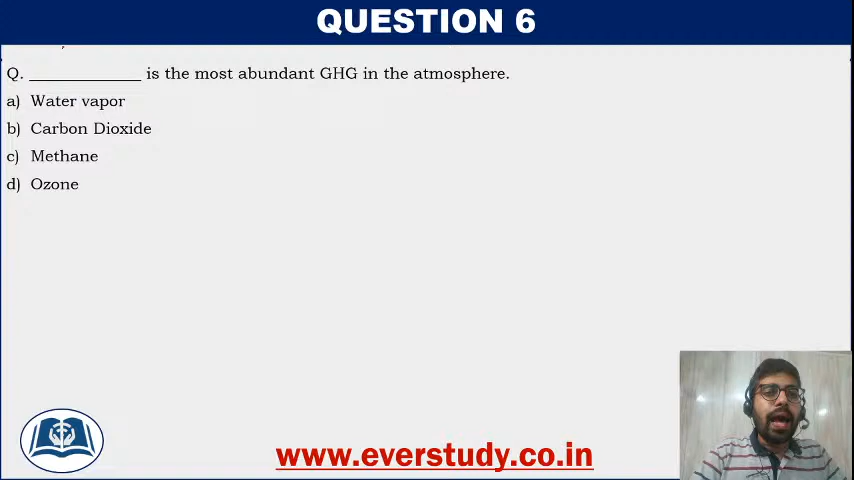 QUESTION 6
Q. _____________ is the most abundant GHG in the atmosphere.
a) Water vapor
b) Carbon Dioxide
c) Methane
d) Ozone
www.everstudy.co.in